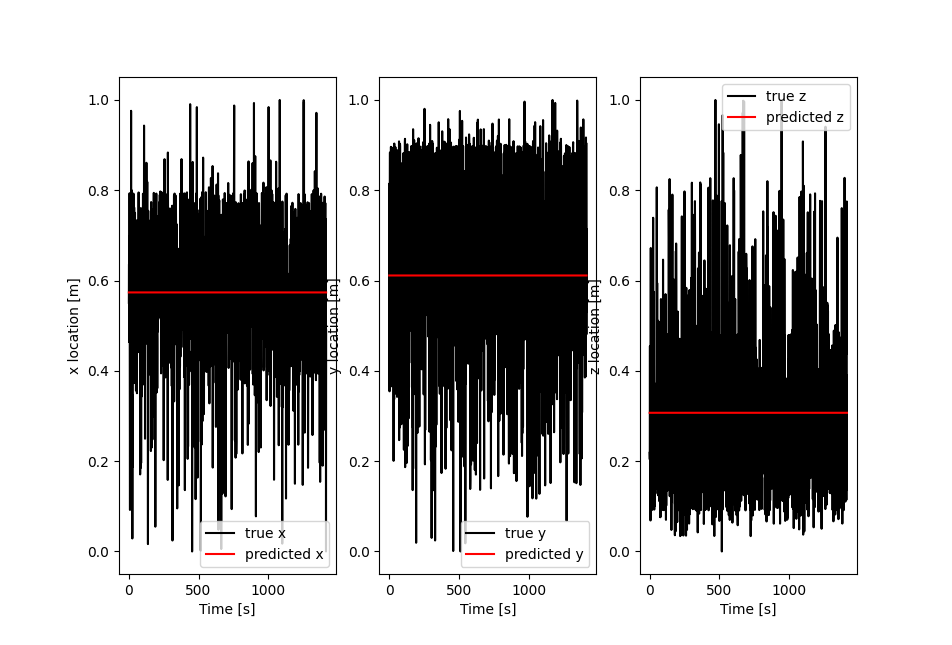 1.0
0.8
0.6
0.4
0.2
0.0
x location [m]
0
500
1000
Time [s]
true x
predicted x
1.0
0.8
0.6
0.4
0.2
0.0
y location [m]
0
500
1000
Time [s]
true y
predicted y
1.0
0.8
0.6
0.4
0.2
0.0
z location [m]
0
500
1000
Time [s]
true z
predicted z